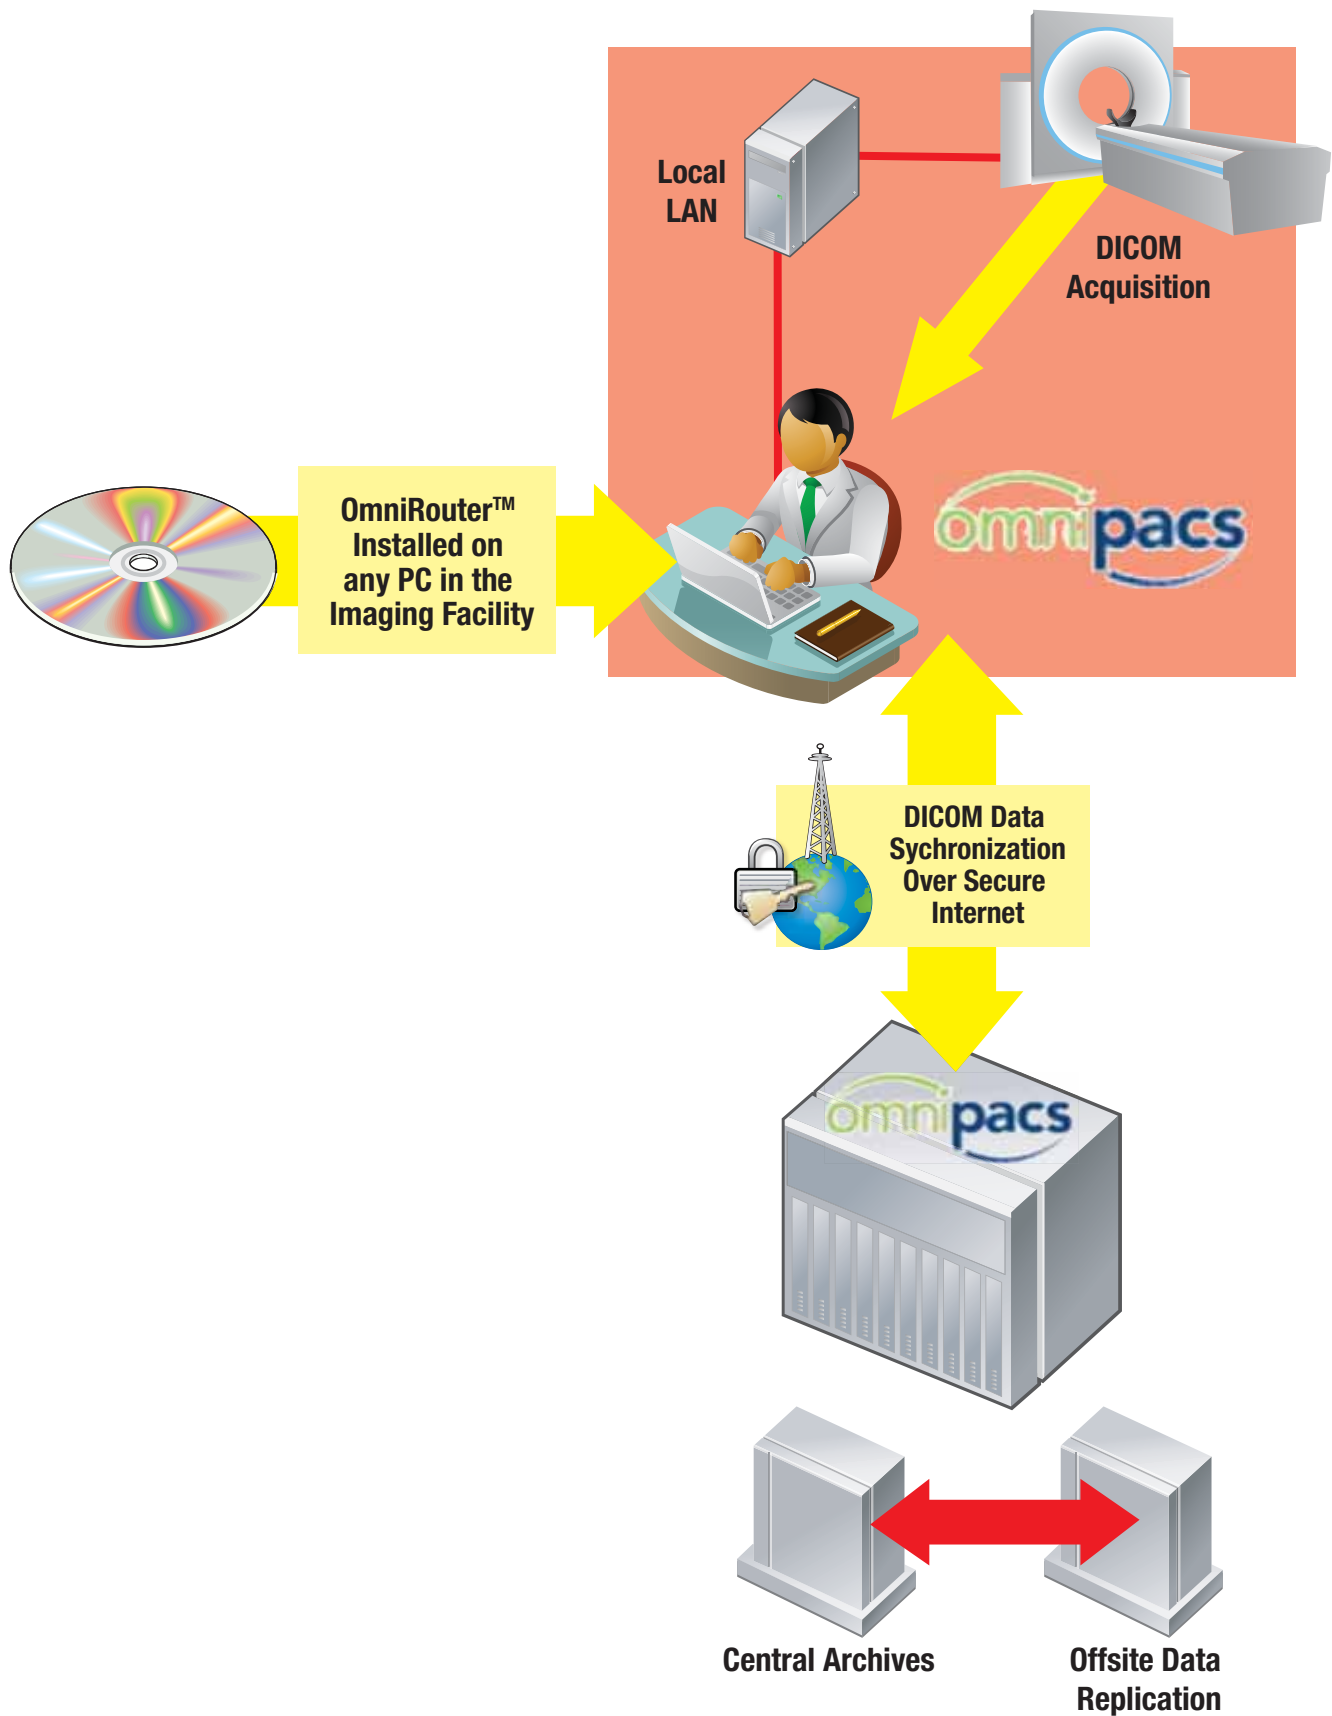 Local
LAN
DICOM
Acquisition
OmniRouter™
Installed on
any PC in the
Imaging Facility
omnipacs
DICOM Data
Sychronization
Over Secure
Internet
omnipacs
Central Archives
Offsite Data
Replication